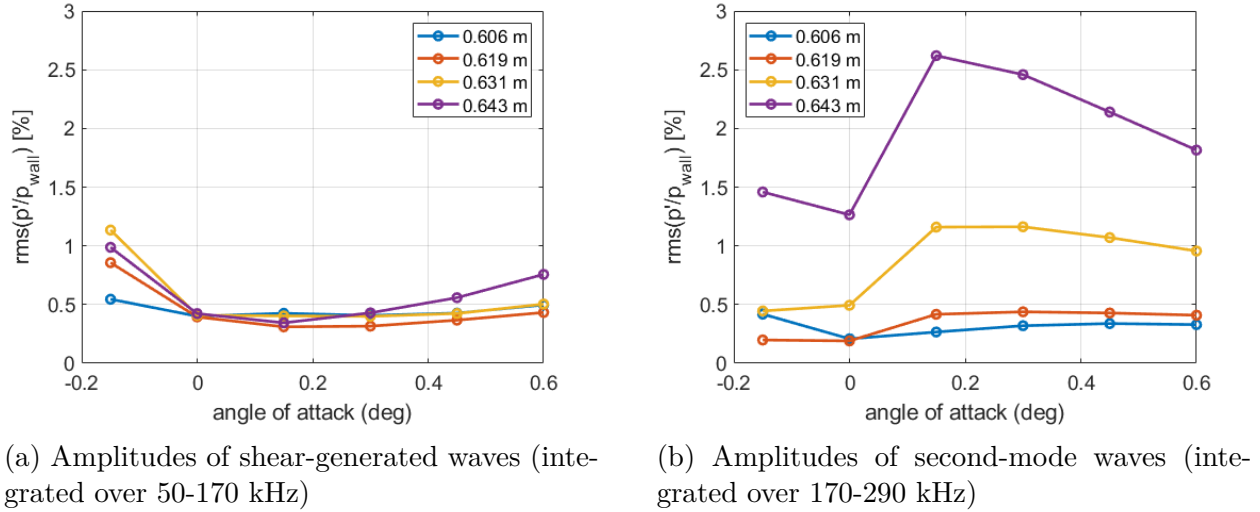 3
2.5
2
1.5
1
0.5
0
rms(p'/p_wall) [%]
0.606 m
0.619 m
0.631 m
0.643 m
-0.2
0
0.2
0.4
0.6
angle of attack (deg)
(a) Amplitudes of shear-generated waves (inte-
grated over 50-170 kHz)
3
2.5
2
1.5
1
0.5
0
rms(p'/p_wall) [%]
0.606 m
0.619 m
0.631 m
0.643 m
-0.2
0
0.2
0.4
0.6
angle of attack (deg)
(b) Amplitudes of second-mode waves (inte-
grated over 170-290 kHz)